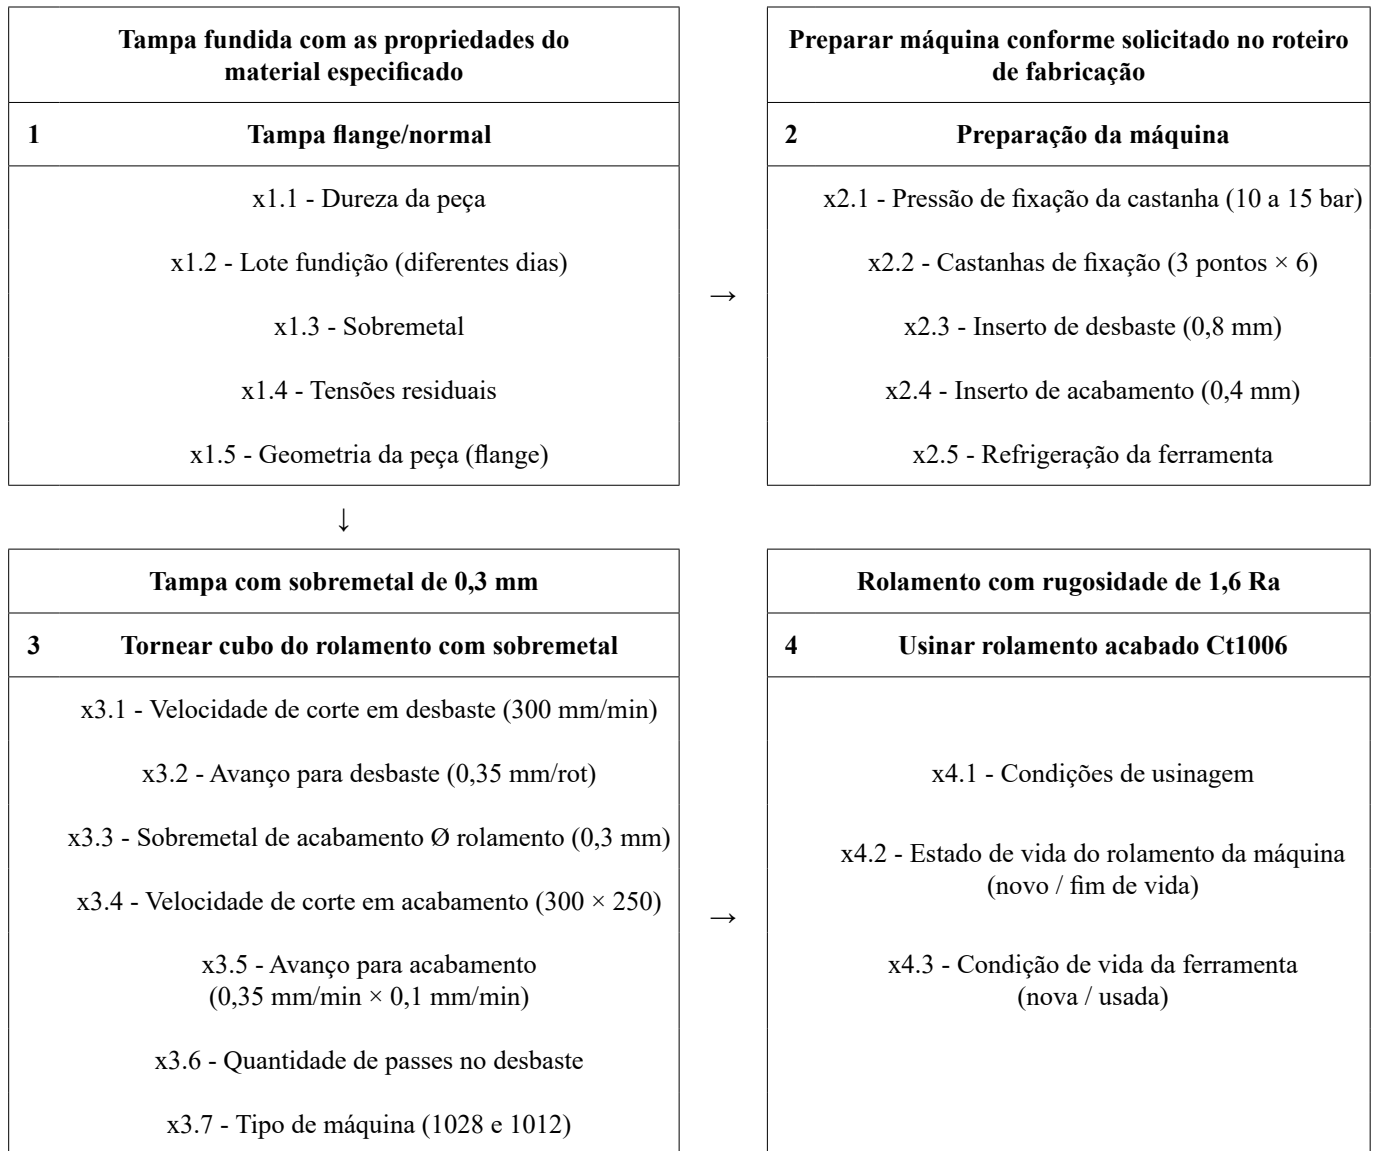 Tampa fundida com as propriedades do
material especificado
1 Tampa flange/normal
x1.1 - Dureza da peça
x1.2 - Lote fundição (diferentes dias)
x1.3 - Sobremetal
x1.4 - Tensões residuais
x1.5 - Geometria da peça (flange)
↓
→
Preparar máquina conforme solicitado no roteiro
de fabricação
2 Preparação da máquina
x2.1 - Pressão de fixação da castanha (10 a 15 bar)
x2.2 - Castanhas de fixação (3 pontos × 6)
x2.3 - Inserto de desbaste (0,8 mm)
x2.4 - Inserto de acabamento (0,4 mm)
x2.5 - Refrigeração da ferramenta
Tampa com sobremetal de 0,3 mm
3 Tornear cubo do rolamento com sobremetal
x3.1 - Velocidade de corte em desbaste (300 mm/min)
x3.2 - Avanço para desbaste (0,35 mm/rot)
x3.3 - Sobremetal de acabamento Ø rolamento (0,3 mm)
x3.4 - Velocidade de corte em acabamento (300 × 250)
x3.5 - Avanço para acabamento
(0,35 mm/min × 0,1 mm/min)
x3.6 - Quantidade de passes no desbaste
x3.7 - Tipo de máquina (1028 e 1012)
→
Rolamento com rugosidade de 1,6 Ra
4 Usinar rolamento acabado Ct1006
x4.1 - Condições de usinagem
x4.2 - Estado de vida do rolamento da máquina
(novo / fim de vida)
x4.3 - Condição de vida da ferramenta
(nova / usada)